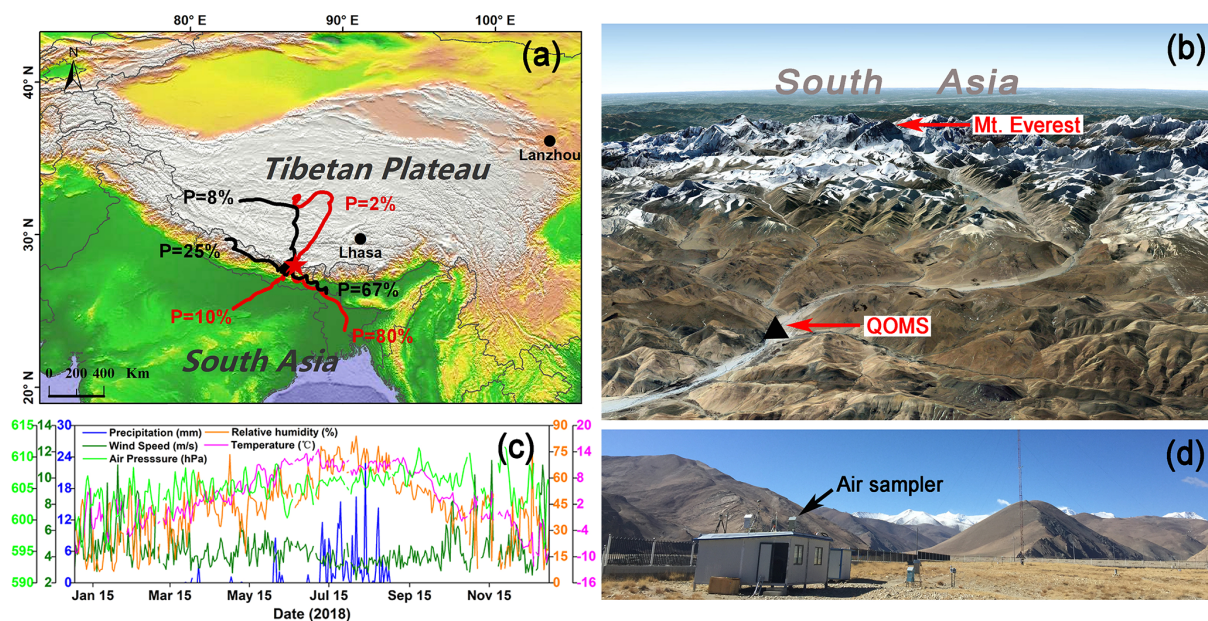 80° E 90° E 100° E
(a)
N
40° N
30° N
20° N
Lanzhou
Tibetan Plateau
P=8%
P=2%
Lhasa
P=25%
P=67%
P=10%
P=80%
South Asia
0 200 400 Km
(b)
South Asia
Mt. Everest
QOMS
(c)
Precipitation (mm)
Relative humidity (%)
Wind Speed (m/s)
Temperature (℃)
Air Presssure (hPa)
615
610
605
600
595
590
14
12
10
8
6
4
2
30
24
18
12
6
0
90
75
60
45
30
15
0
20
14
8
2
-4
-10
-16
Jan 15 Mar 15 May 15 Jul 15 Sep 15 Nov 15
Date (2018)
(d)
Air sampler